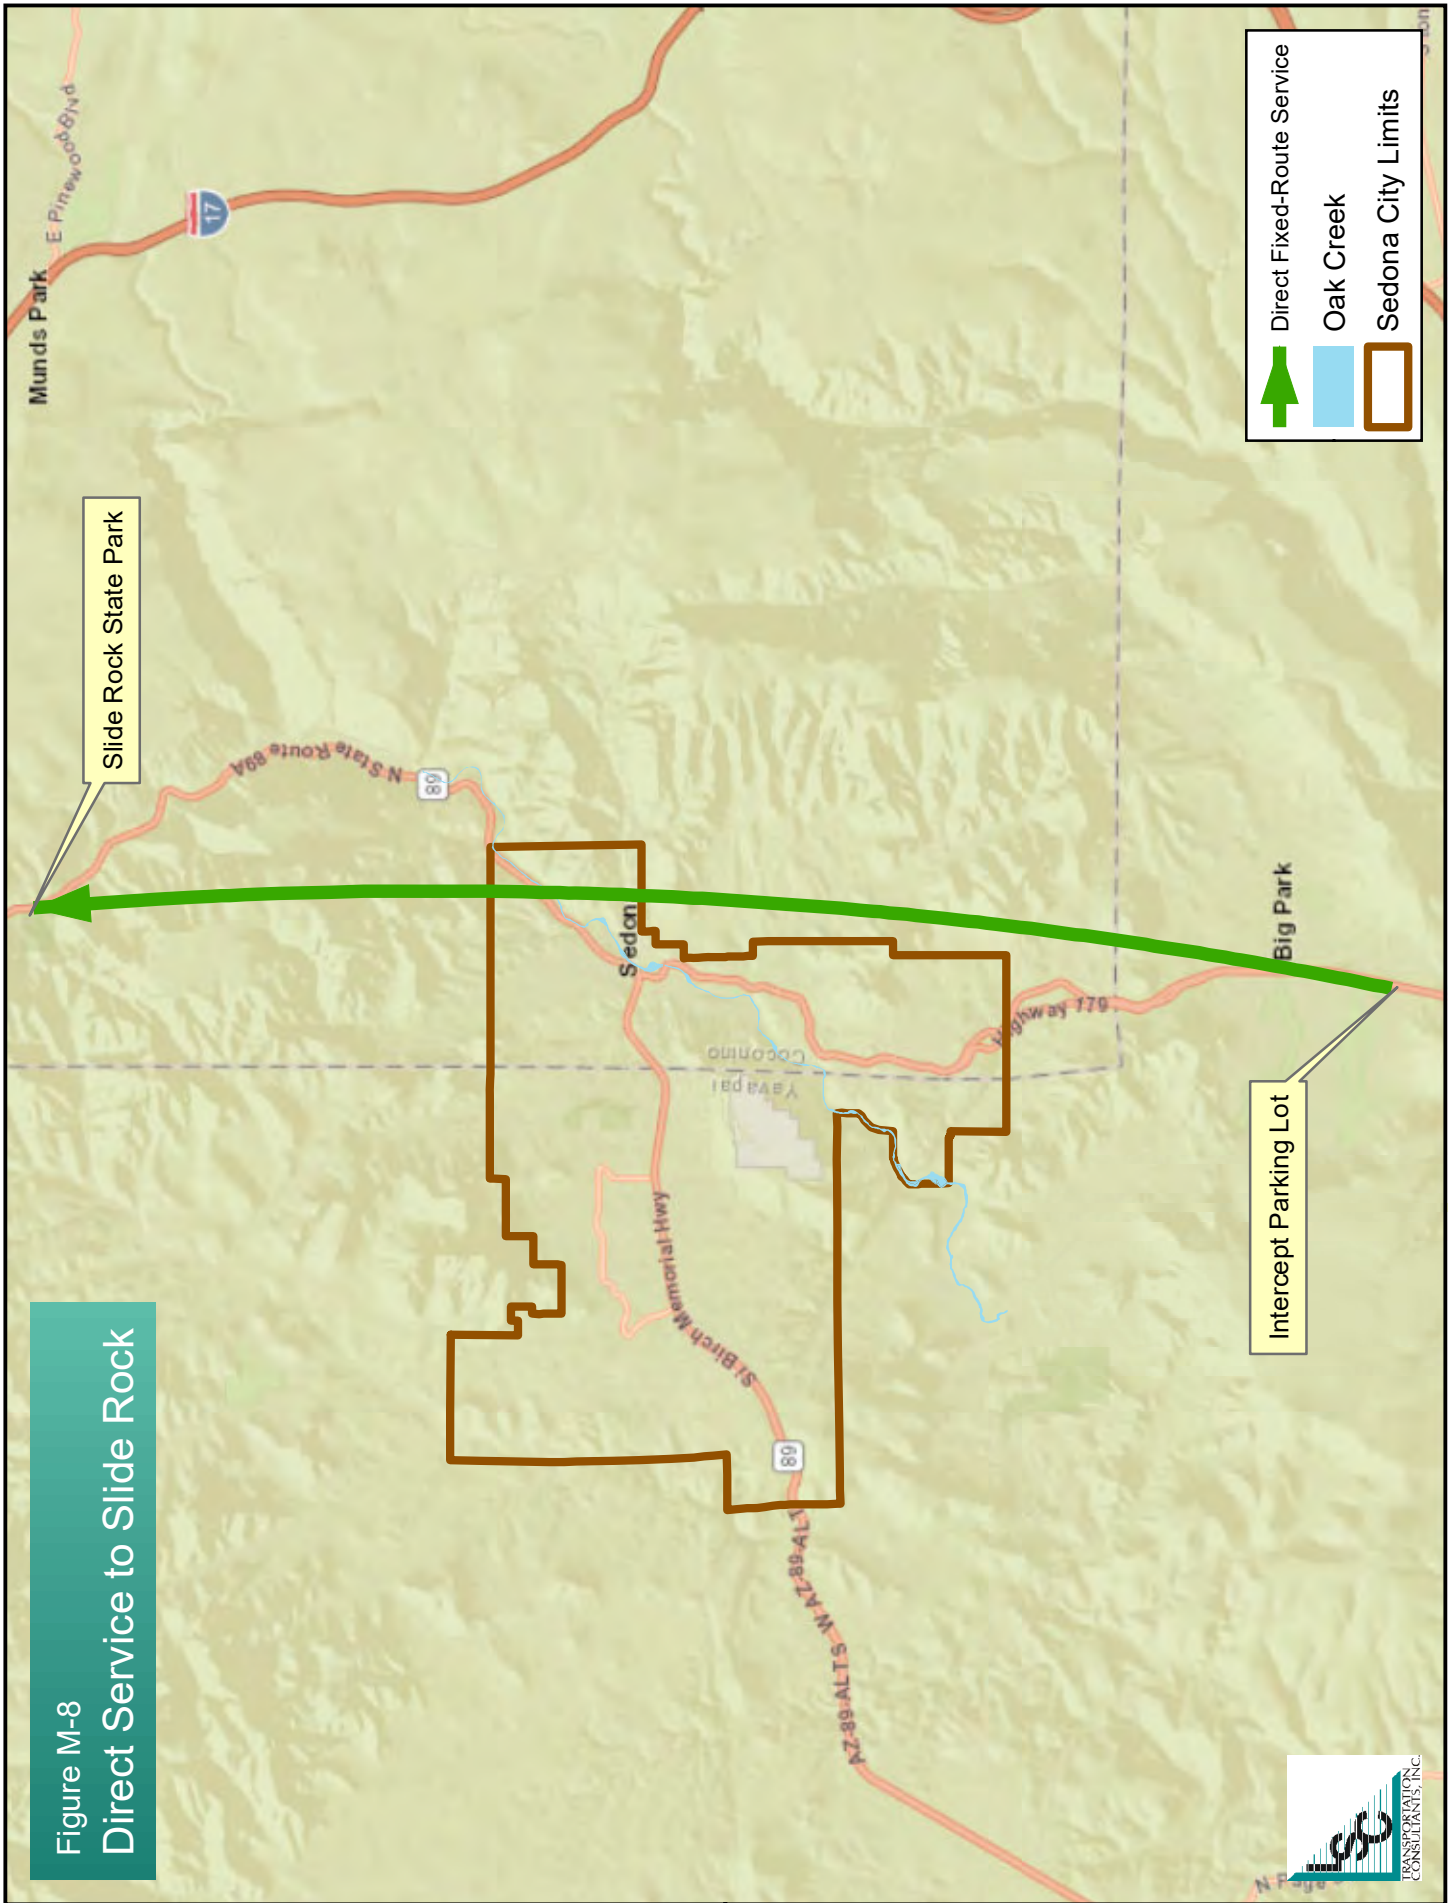 Figure M-8
Direct Service to Slide Rock
Slide Rock State Park
Munds Park
E Pinewood Blvd
17
N State Route 89A
89
Sedon
Coconino
Yavapai
Si Birch Memorial Hwy
89
W AZ-89-ALT
AZ-89-ALT S
Highway 179
Big Park
Intercept Parking Lot
Direct Fixed-Route Service
Oak Creek
Sedona City Limits
LSC
TRANSPORTATION
CONSULTANTS, INC.